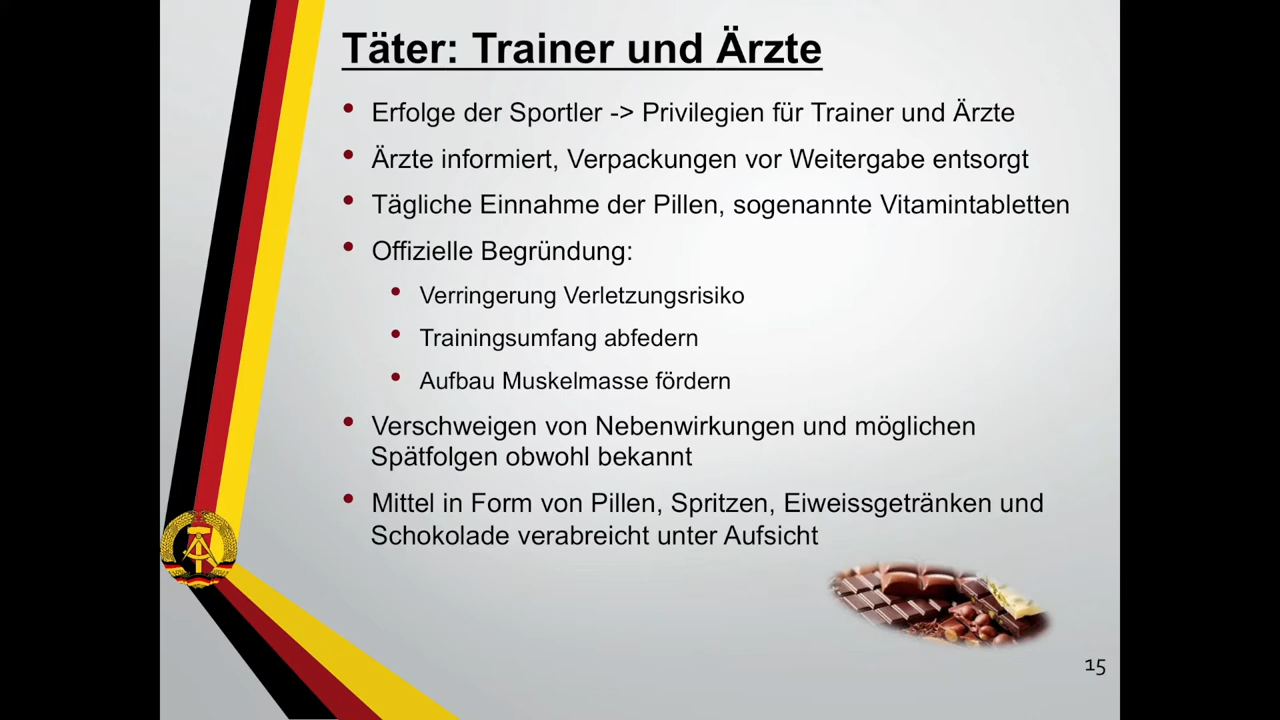 Täter: Trainer und Ärzte
• Erfolge der Sportler -> Privilegien für Trainer und Ärzte
• Ärzte informiert, Verpackungen vor Weitergabe entsorgt
• Tägliche Einnahme der Pillen, sogenannte Vitamintabletten
• Offizielle Begründung:
• Verringerung Verletzungsrisiko
• Trainingsumfang abfedern
• Aufbau Muskelmasse fördern
• Verschweigen von Nebenwirkungen und möglichen
Spätfolgen obwohl bekannt
• Mittel in Form von Pillen, Spritzen, Eiweissgetränken und
Schokolade verabreicht unter Aufsicht
15